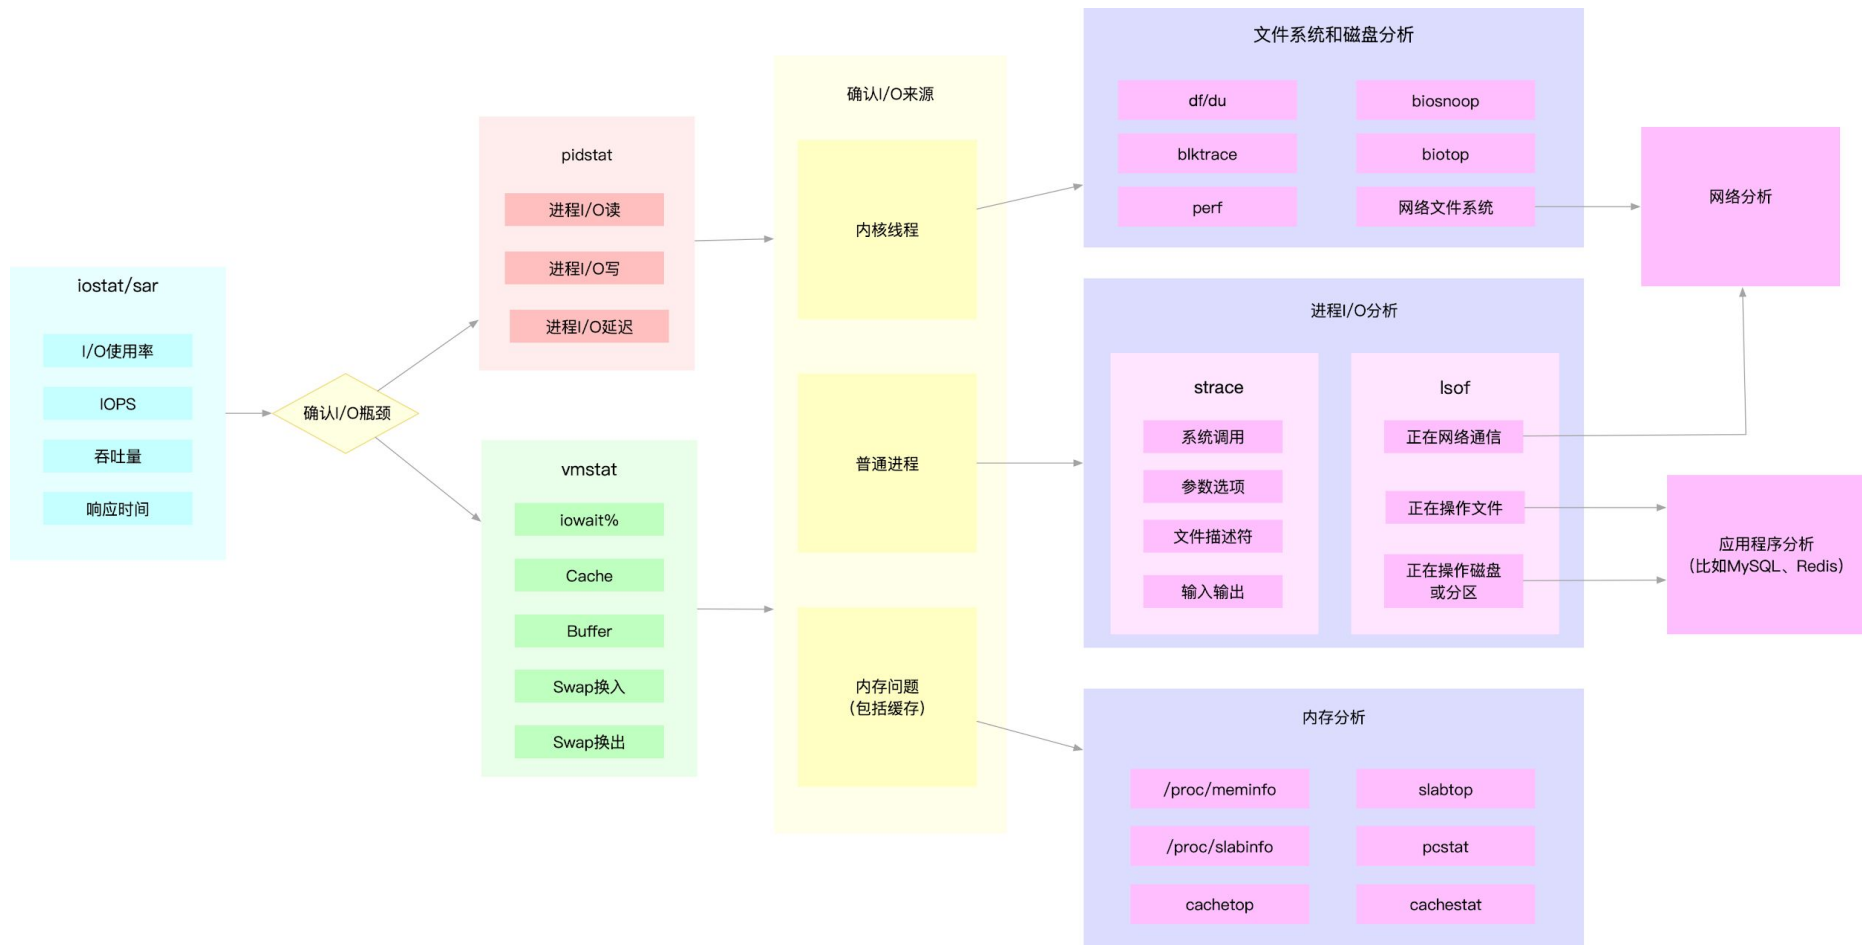 iostat/sar
I/O使用率
IOPS
吞吐量
响应时间
确认I/O瓶颈
pidstat
进程I/O读
进程I/O写
进程I/O延迟
vmstat
iowait%
Cache
Buffer
Swap换入
Swap换出
确认I/O来源
内核线程
普通进程
内存问题
（包括缓存）
文件系统和磁盘分析
df/du
biosnoop
blktrace
biotop
perf
网络文件系统
进程I/O分析
strace
系统调用
参数选项
文件描述符
输入输出
lsof
正在网络通信
正在操作文件
正在操作磁盘
或分区
内存分析
/proc/meminfo
slabtop
/proc/slabinfo
pcstat
cachetop
cachestat
网络分析
应用程序分析
（比如MySQL、Redis）